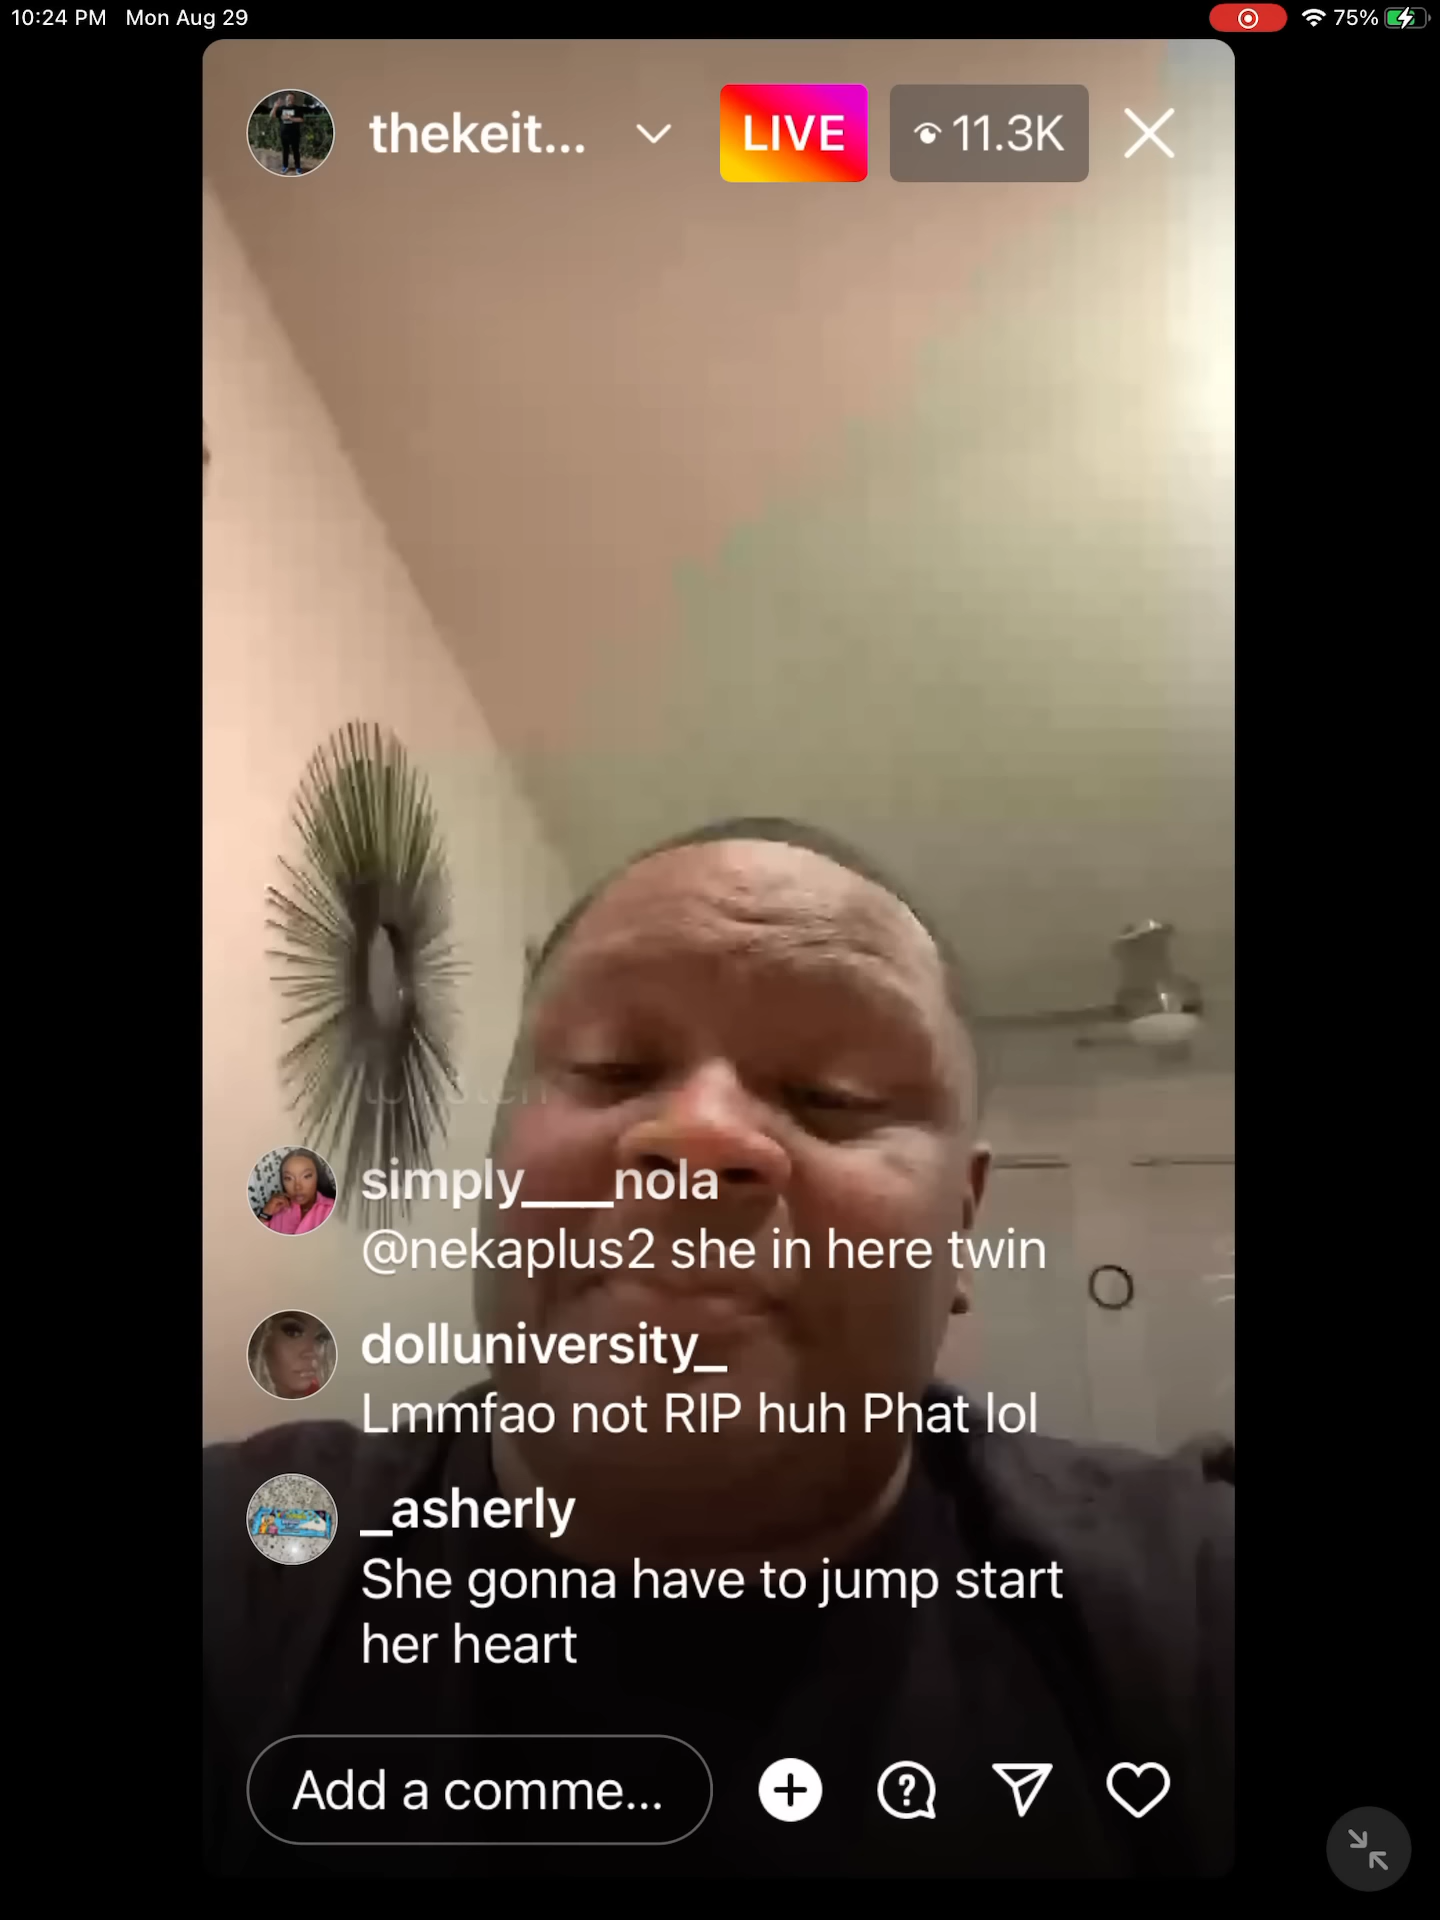 10:24 PM Mon Aug 29
75%
thekeit...
LIVE
11.3K
simply___nola
@nekaplus2 she in here twin
dolluniversity_
Lmmfao not RIP huh Phat lol
_asherly
She gonna have to jump start
her heart
Add a comme...